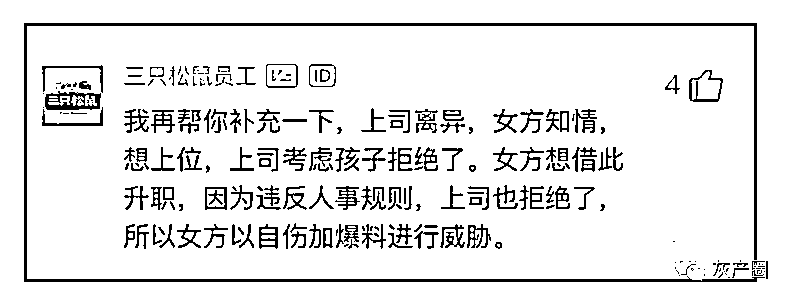 三只松鼠员工 ID
4
三只松鼠
我再帮你补充一下，上司离异，女方知情，
想上位，上司考虑孩子拒绝了。女方想借此
升职，因为违反人事规则，上司也拒绝了，
所以女方以自伤加爆料进行威胁。
灰产圈